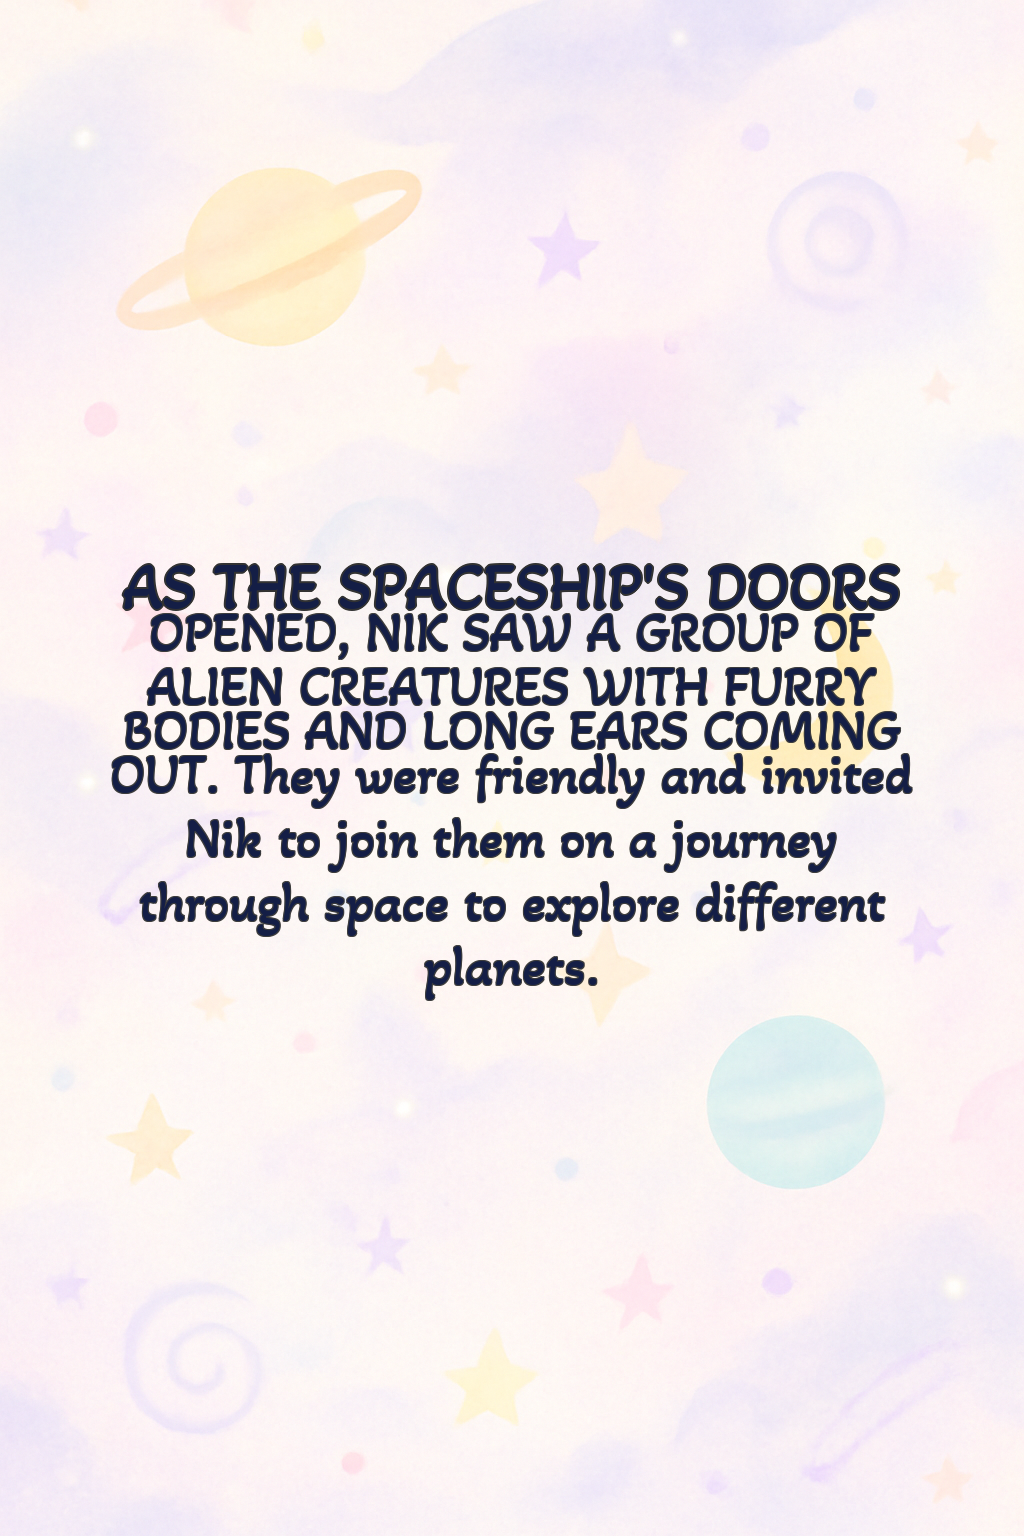 AS THE SPACESHIP'S DOORS
OPENED, NIK SAW A GROUP OF
ALIEN CREATURES WITH FURRY
BODIES AND LONG EARS COMING
OUT. They were friendly and invited
Nik to join them on a journey
through space to explore different
planets.